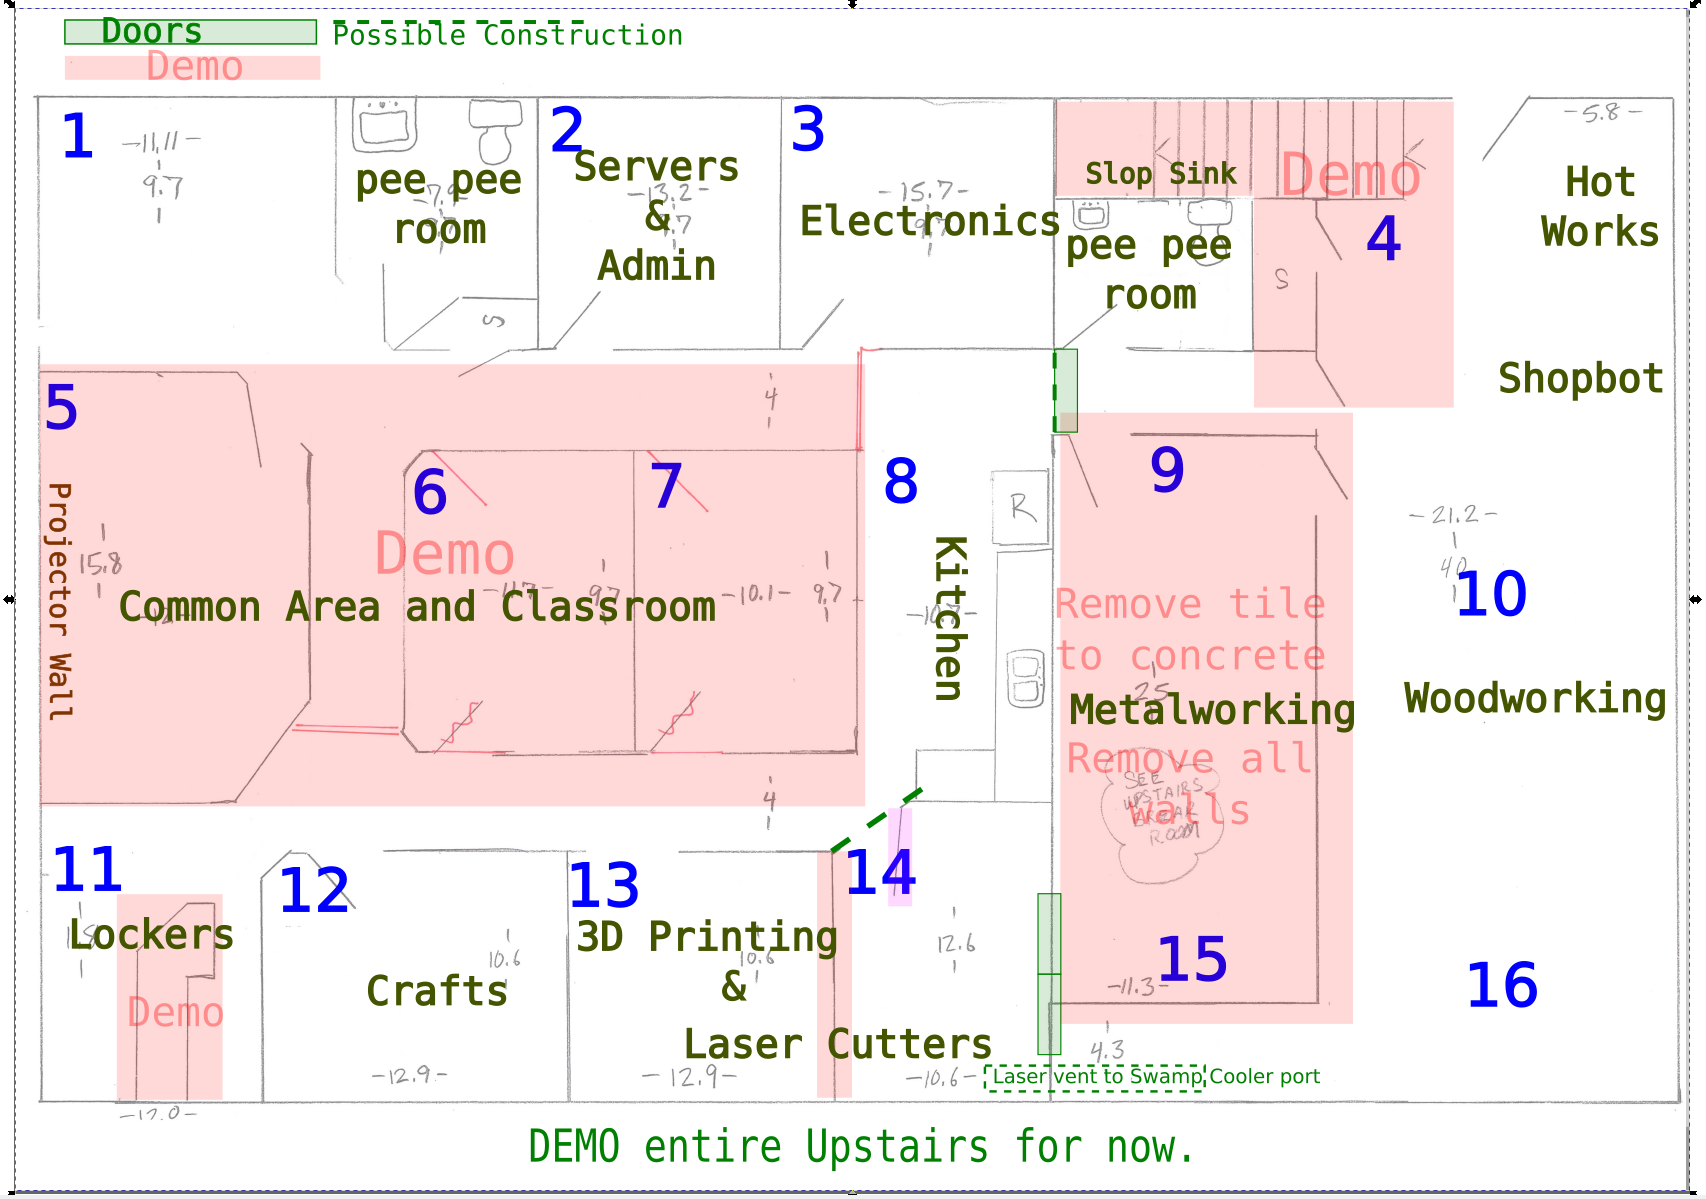 Doors
Possible Construction
Demo
1
-11,11-
9.7
pee pee
room
-7.9-
2
Servers
&
Admin
-13.2-
3
-15.7-
Electronics
Slop Sink
Demo
4
pee pee
room
S
S
-5.8-
Hot
Works
Shopbot
5
4
6
7
8
9
Projector Wall
15.8
Demo
Common Area and Classroom
9.7
-10.1-
9.7
R
Kitchen
-10.7-
Remove tile
to concrete
25
Metalworking
Remove all
walls
SEE
UPSTAIRS
BREAK
ROOM
-21.2-
40
10
Woodworking
4
11
Lockers
Demo
-12.0-
12
10.6
Crafts
-12.9-
13
3D Printing
&
Laser Cutters
10.6
-12.9-
14
12.6
-10.6-
15
-11.3-
4.3
16
Laser vent to Swamp Cooler port
DEMO entire Upstairs for now.